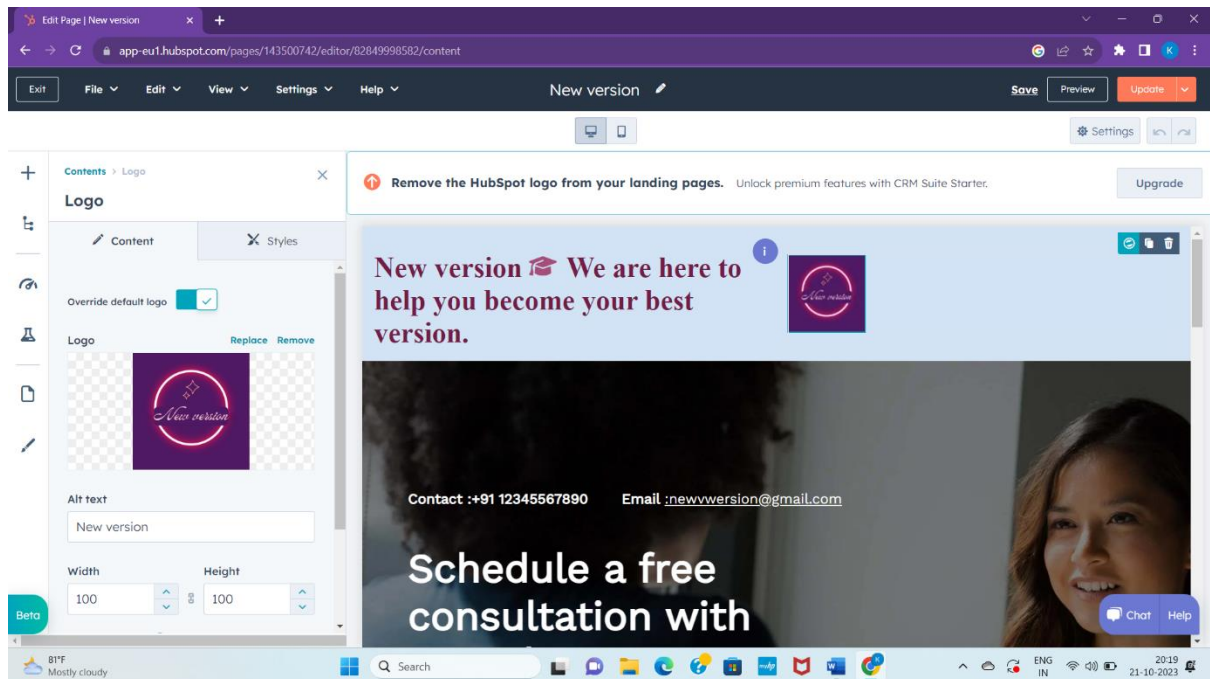 Edit Page | New version
app-eu1.hubspot.com/pages/143500742/editor/82849998582/content
K
Exit File Edit View Settings Help New version Save Preview Update
Settings
Contents > Logo
Logo
Content Styles
Override default logo
Logo Replace Remove
New version
Alt text
New version
Width Height
100 100
Beta
Remove the HubSpot logo from your landing pages. Unlock premium features with CRM Suite Starter. Upgrade
New version We are here to
help you become your best
version.
i
New version
Contact :+91 12345567890 Email :newvwersion@gmail.com
Schedule a free
consultation with
Chat Help
81°F
Mostly cloudy
Search
ENG
IN
20:19
21-10-2023